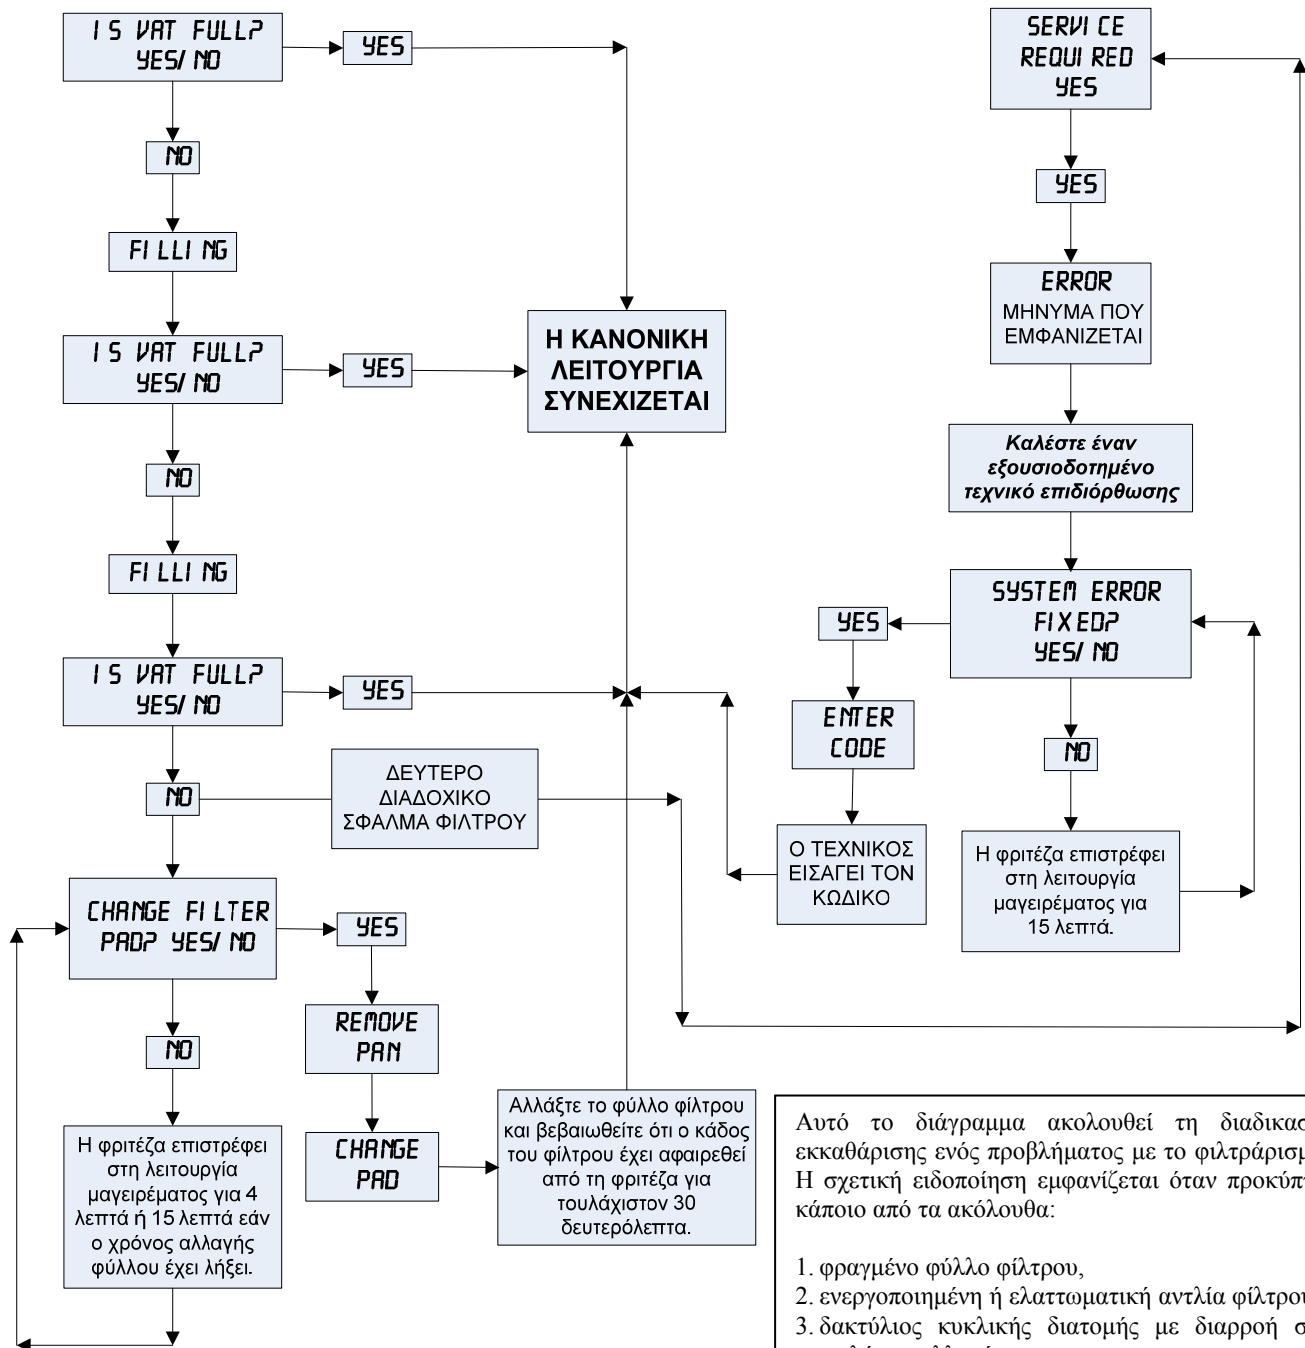 IS VAT FULL?
YES/NO
YES
NO
FILLING
IS VAT FULL?
YES/NO
YES
NO
FILLING
IS VAT FULL?
YES/NO
YES
NO
ΔΕΥΤΕΡΟ
ΔΙΑΔΟΧΙΚΟ
ΣΦΑΛΜΑ ΦΙΛΤΡΟΥ
CHANGE FILTER
PAD? YES/NO
YES
NO
REMOVE
PAN
CHANGE
PAD
Η φριτέζα επιστρέφει
στη λειτουργία
μαγειρέματος για 4
λεπτά ή 15 λεπτά εάν
ο χρόνος αλλαγής
φύλλου έχει λήξει.
Αλλάξτε το φύλλο φίλτρου
και βεβαιωθείτε ότι ο κάδος
του φίλτρου έχει αφαιρεθεί
από τη φριτέζα για
τουλάχιστον 30
δευτερόλεπτα.
Η ΚΑΝΟΝΙΚΗ
ΛΕΙΤΟΥΡΓΙΑ
ΣΥΝΕΧΙΖΕΤΑΙ
SERVICE
REQUIRED
YES
YES
ERROR
ΜΗΝΥΜΑ ΠΟΥ
ΕΜΦΑΝΙΖΕΤΑΙ
Καλέστε έναν
εξουσιοδοτημένο
τεχνικό επιδιόρθωσης
SYSTEM ERROR
FIXED?
YES/NO
YES
ENTER
CODE
Ο ΤΕΧΝΙΚΟΣ
ΕΙΣΑΓΕΙ ΤΟΝ
ΚΩΔΙΚΟ
NO
Η φριτέζα επιστρέφει
στη λειτουργία
μαγειρέματος για
15 λεπτά.
Αυτό το διάγραμμα ακολουθεί τη διαδικασ
εκκαθάρισης ενός προβλήματος με το φιλτράρισμ
Η σχετική ειδοποίηση εμφανίζεται όταν προκύπτ
κάποιο από τα ακόλουθα:
1. φραγμένο φύλλο φίλτρου,
2. ενεργοποιημένη ή ελαττωματική αντλία φίλτρου
3. δακτύλιος κυκλικής διατομής με διαρροή σ